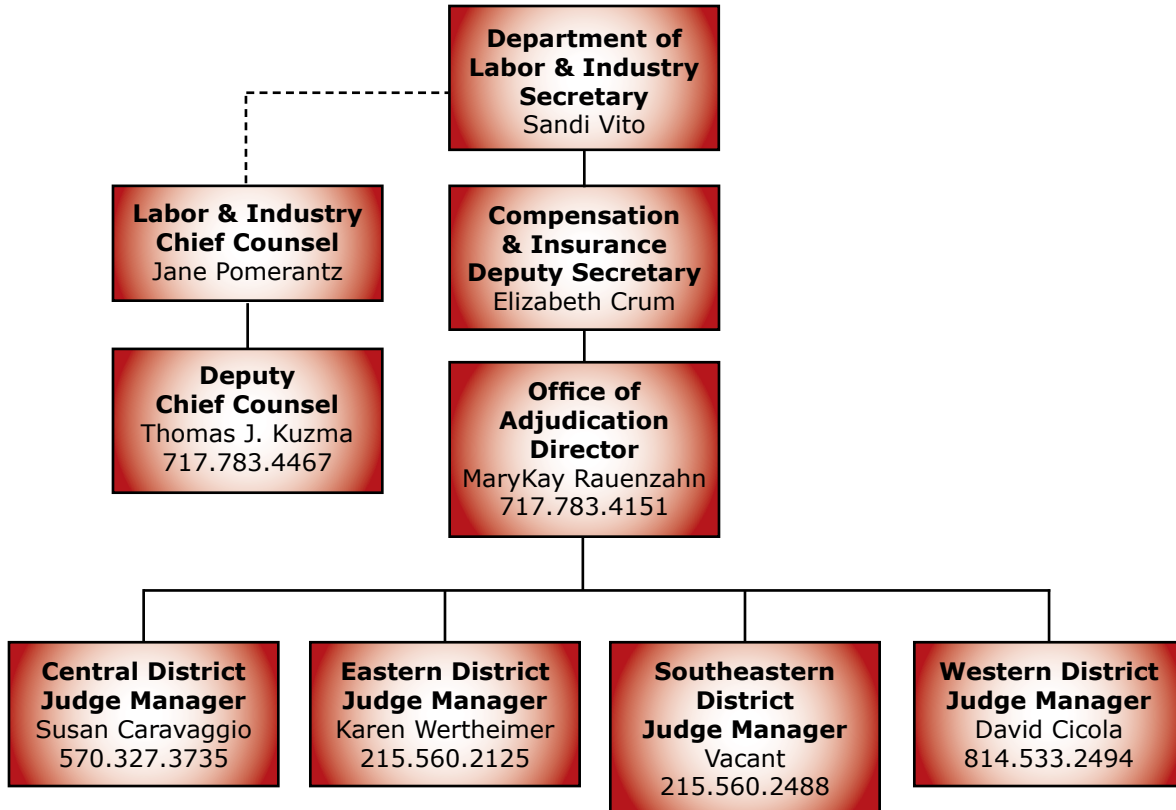 Department of
Labor & Industry
Secretary
Sandi Vito
Labor & Industry
Chief Counsel
Jane Pomerantz
Compensation
& Insurance
Deputy Secretary
Elizabeth Crum
Deputy
Chief Counsel
Thomas J. Kuzma
717.783.4467
Office of
Adjudication
Director
MaryKay Rauenzahn
717.783.4151
Central District
Judge Manager
Susan Caravaggio
570.327.3735
Eastern District
Judge Manager
Karen Wertheimer
215.560.2125
Southeastern
District
Judge Manager
Vacant
215.560.2488
Western District
Judge Manager
David Cicola
814.533.2494